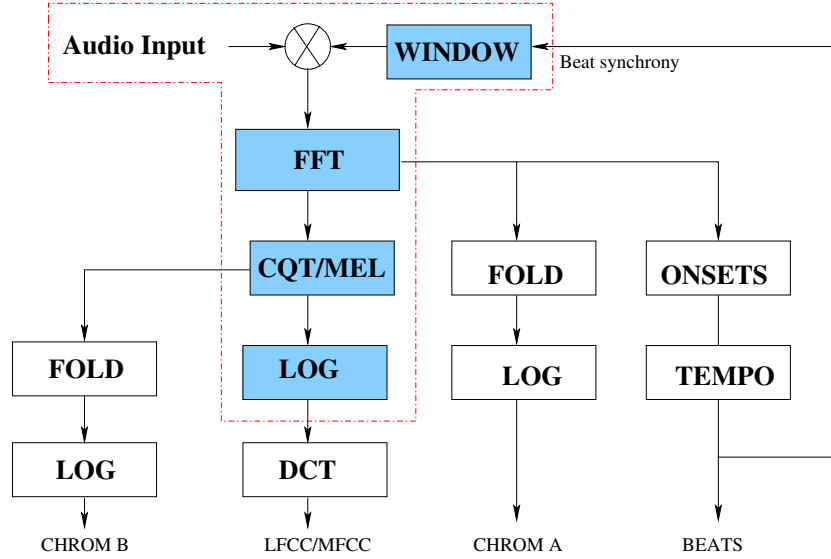 Audio Input
WINDOW
Beat synchrony
FFT
CQT/MEL
FOLD
ONSETS
FOLD
LOG
LOG
TEMPO
LOG
DCT
CHROM B
LFCC/MFCC
CHROM A
BEATS